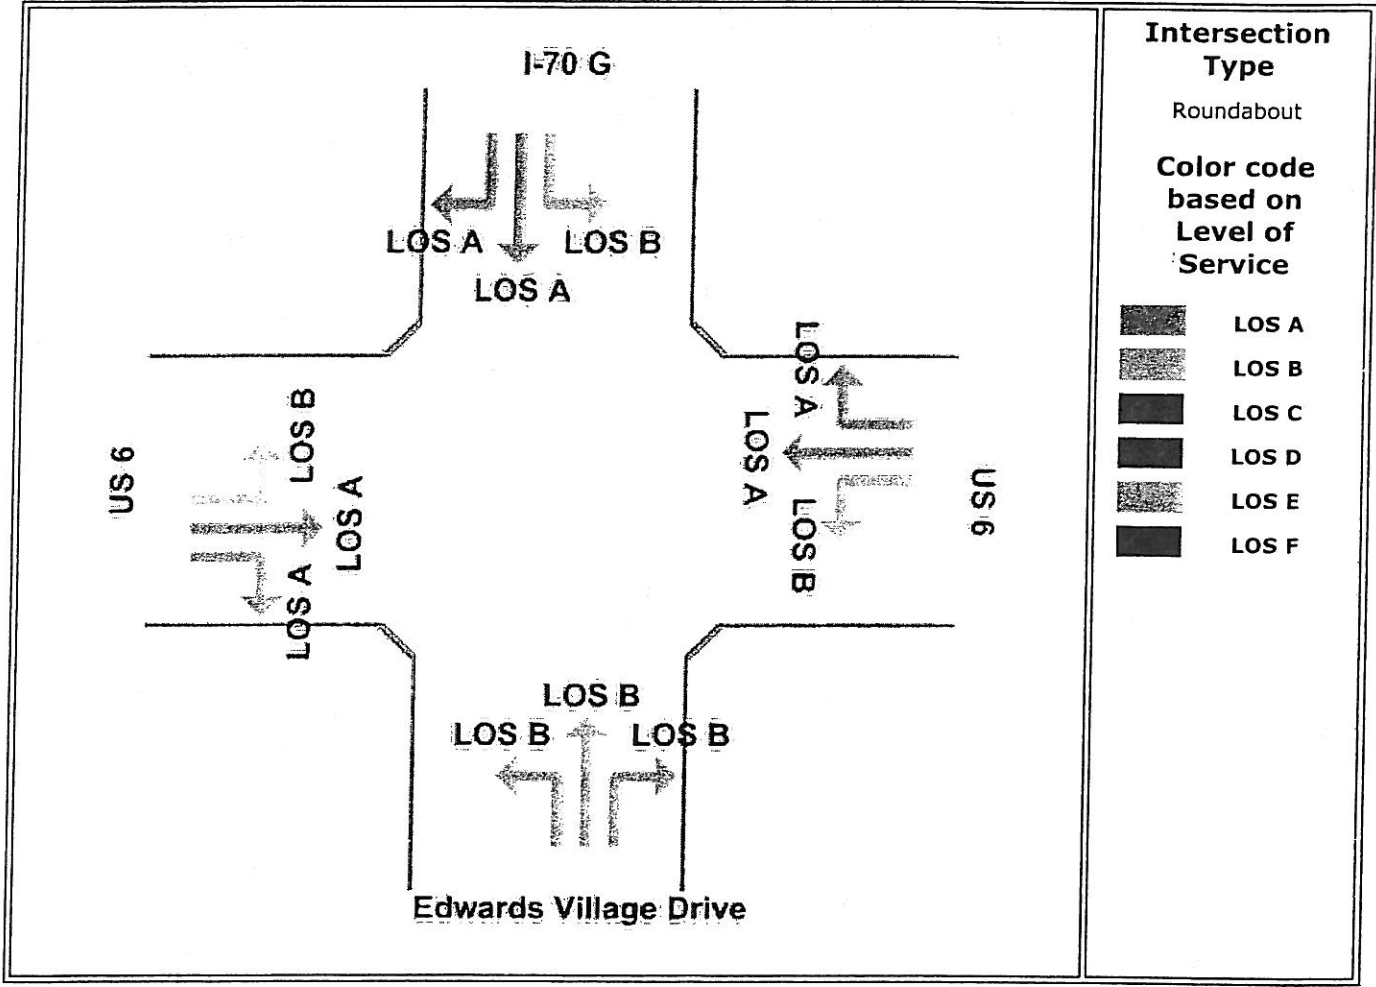 I-70 G
LOS A
LOS B
LOS A
US 6
LOS B
LOS A
LOS A
LOS A
LOS A
LOS B
US 6
LOS B
LOS B
LOS B
Edwards Village Drive
Intersection
Type
Roundabout
Color code
based on
Level of
Service
LOS A
LOS B
LOS C
LOS D
LOS E
LOS F